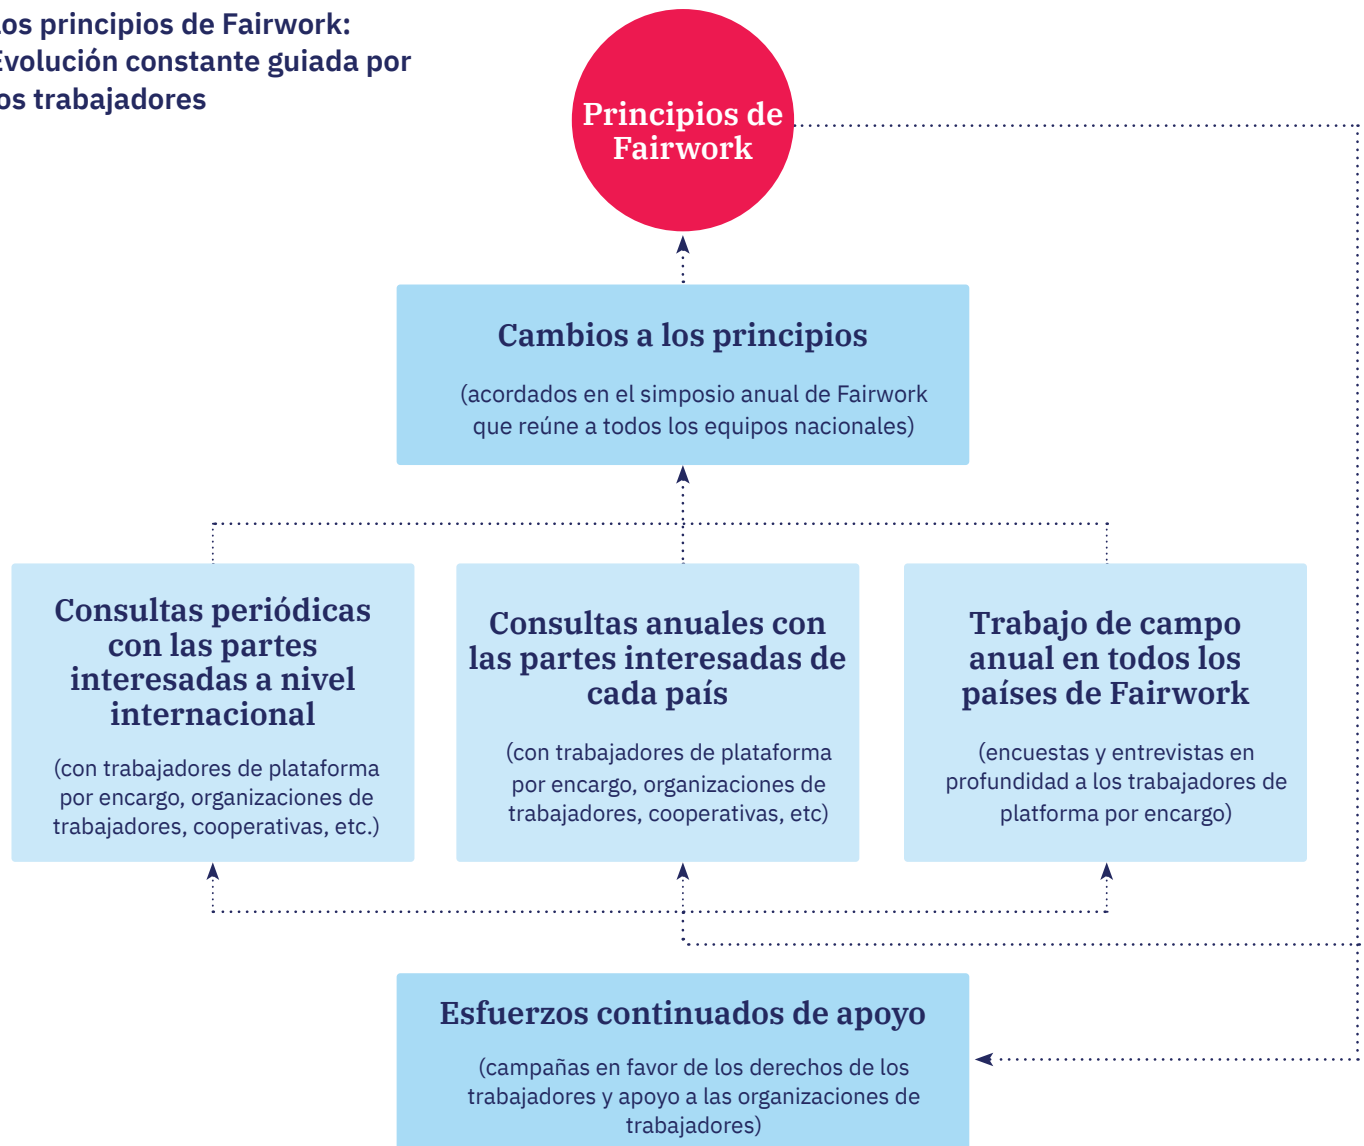 Los principios de Fairwork:
Evolución constante guiada por
los trabajadores
Principios de
Fairwork
Cambios a los principios
(acordados en el simposio anual de Fairwork
que reúne a todos los equipos nacionales)
Consultas periódicas
con las partes
interesadas a nivel
internacional
(con trabajadores de plataforma
por encargo, organizaciones de
trabajadores, cooperativas, etc.)
Consultas anuales con
las partes interesadas de
cada país
(con trabajadores de plataforma
por encargo, organizaciones de
trabajadores, cooperativas, etc)
Trabajo de campo
anual en todos los
países de Fairwork
(encuestas y entrevistas en
profundidad a los trabajadores de
platforma por encargo)
Esfuerzos continuados de apoyo
(campañas en favor de los derechos de los
trabajadores y apoyo a las organizaciones de
trabajadores)